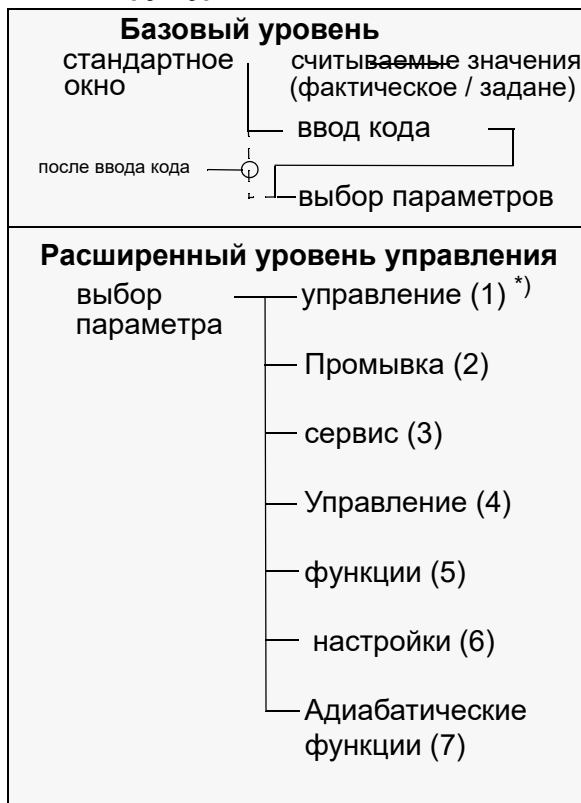 Базовый уровень
стандартное
окно
считываемые значения
(фактическое / задане)
ввод кода
после ввода кода
выбор параметров
Расширенный уровень управления
выбор
параметра
управление (1) *)
Промывка (2)
сервис (3)
Управление (4)
функции (5)
настройки (6)
Адиабатические
функции (7)